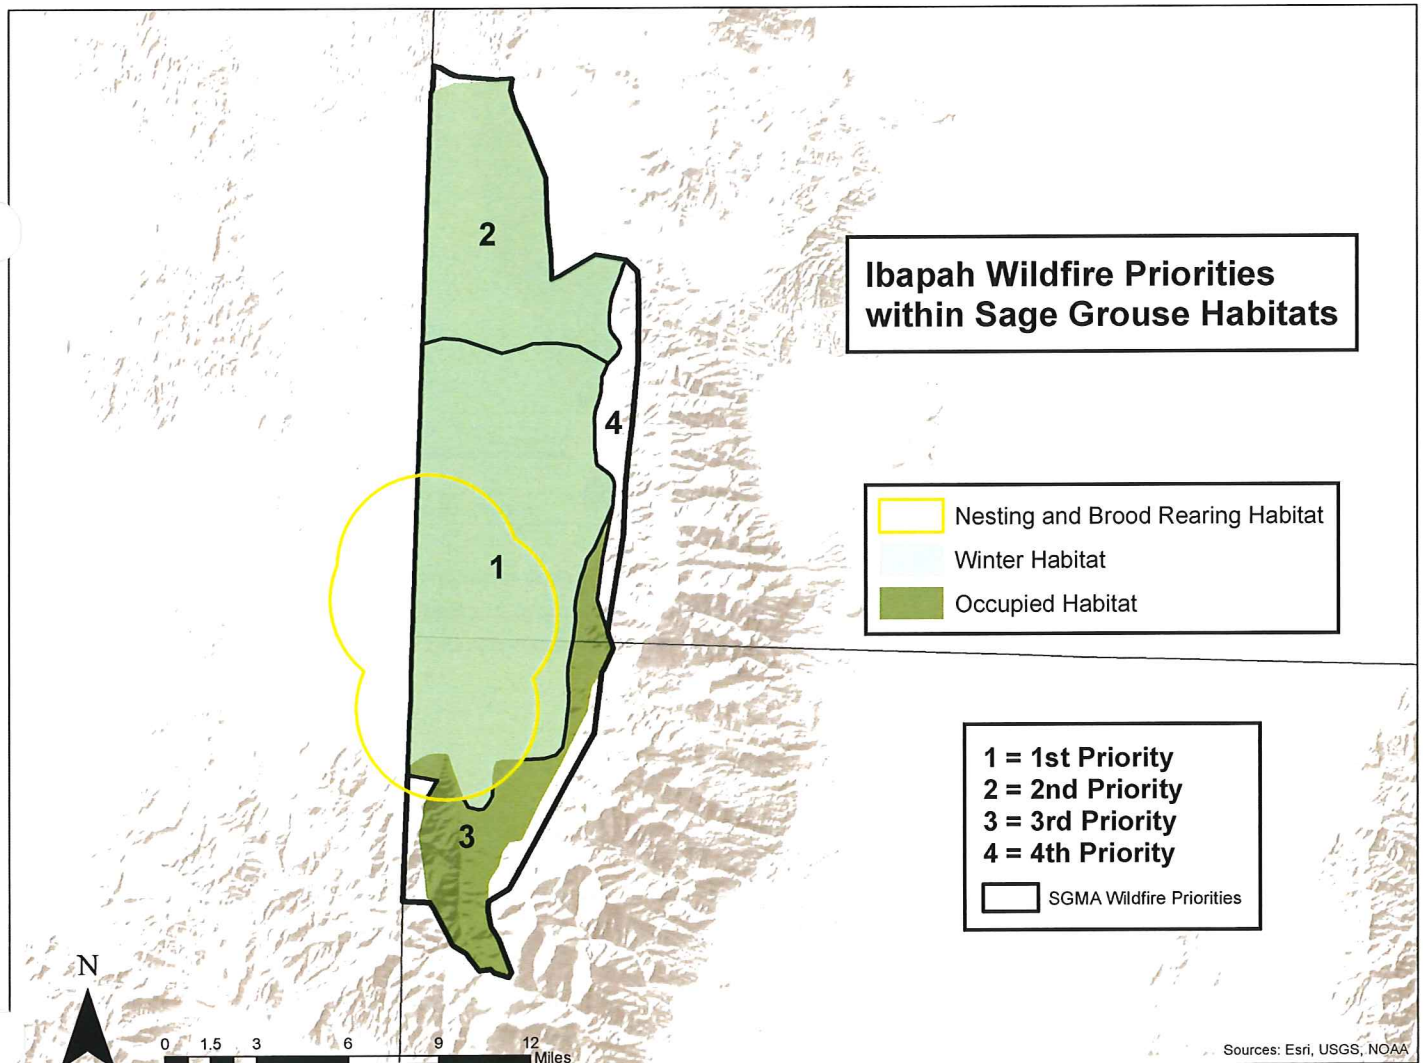 2
Ibapah Wildfire Priorities
within Sage Grouse Habitats
4
Nesting and Brood Rearing Habitat
Winter Habitat
Occupied Habitat
1
1 = 1st Priority
2 = 2nd Priority
3 = 3rd Priority
4 = 4th Priority
SGMA Wildfire Priorities
3
N
0 1.5 3 6 9 12
Miles
Sources: Esri, USGS, NOAA